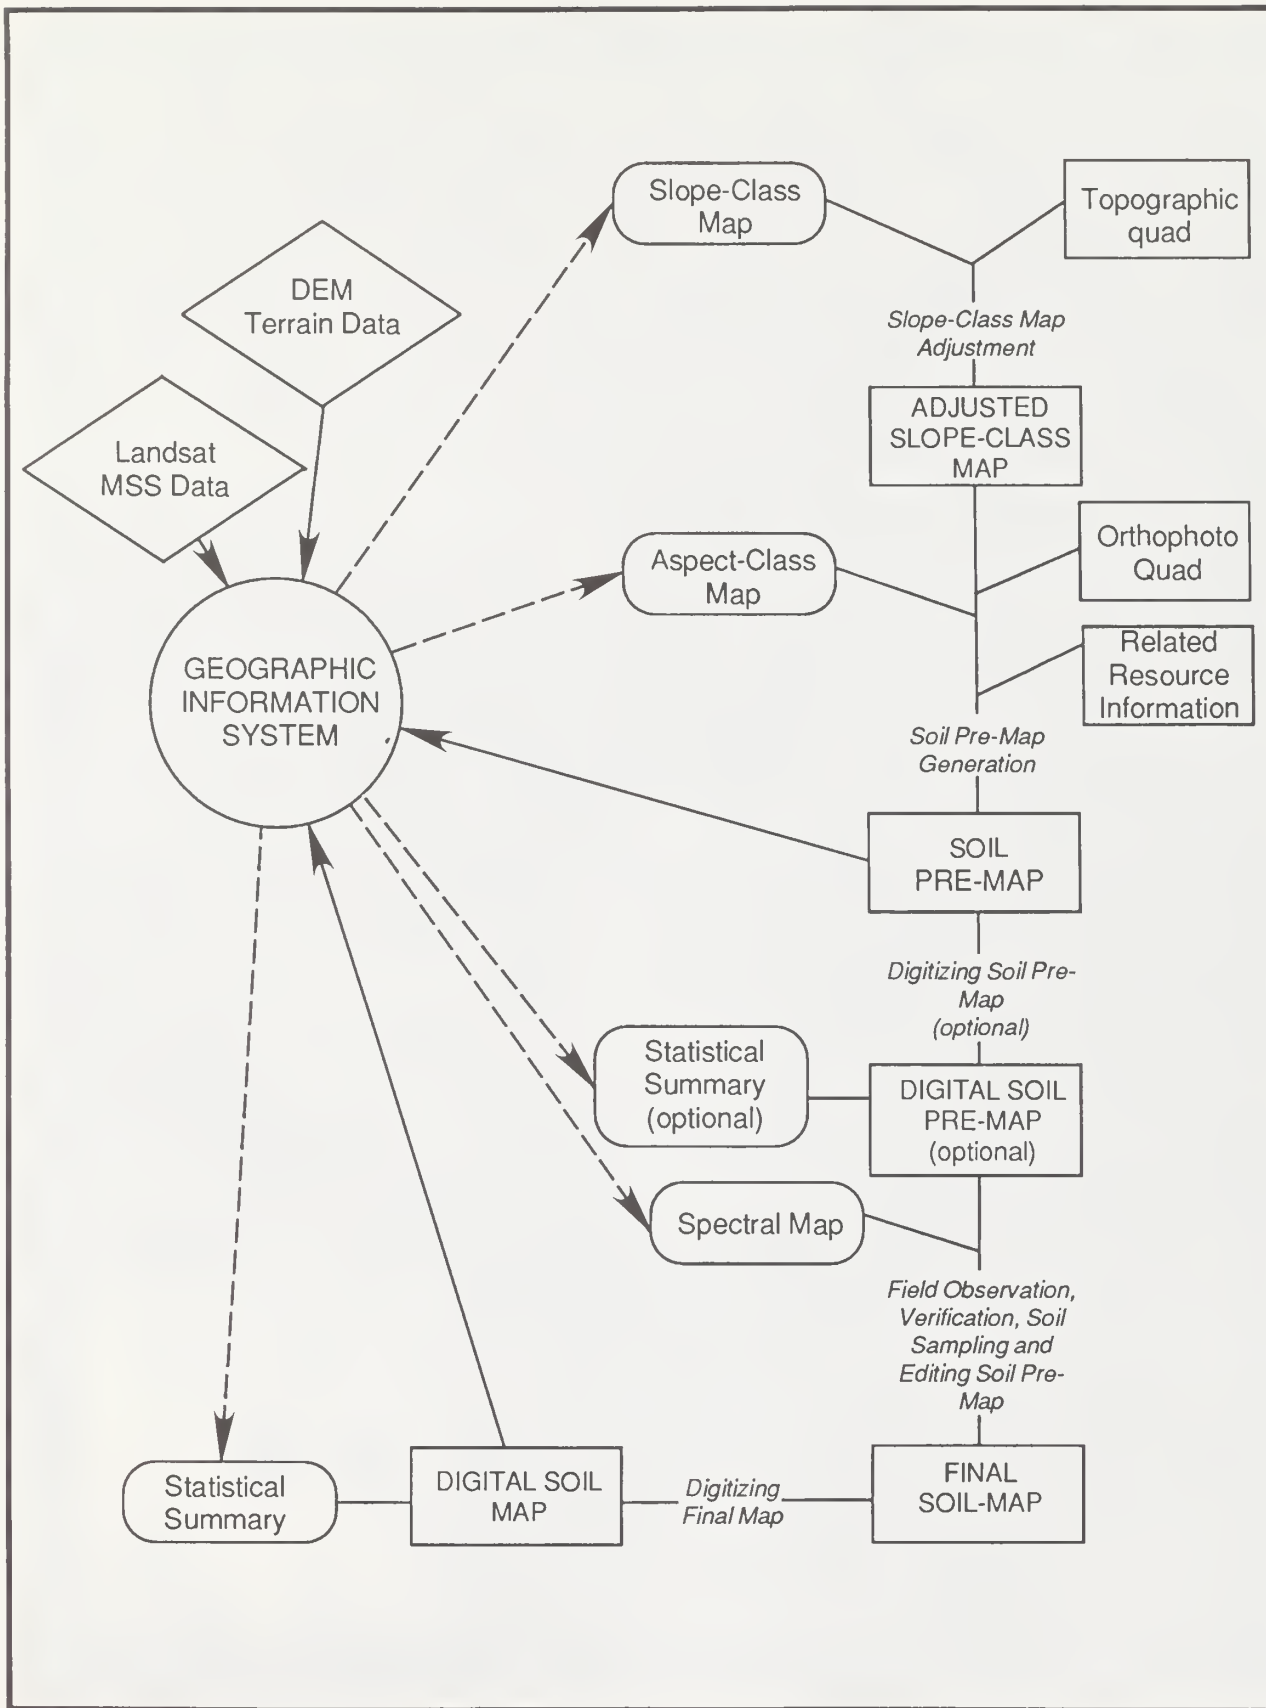 Slope-Class
Map
Topographic
quad
DEM
Terrain Data
Slope-Class Map
Adjustment
Landsat
MSS Data
ADJUSTED
SLOPE-CLASS
MAP
Aspect-Class
Map
Orthophoto
Quad
GEOGRAPHIC
INFORMATION
SYSTEM
Related
Resource
Information
Soil Pre-Map
Generation
SOIL
PRE-MAP
Digitizing Soil Pre-
Map
(optional)
Statistical
Summary
(optional)
DIGITAL SOIL
PRE-MAP
(optional)
Spectral Map
Field Observation,
Verification, Soil
Sampling and
Editing Soil Pre-
Map
Statistical
Summary
DIGITAL SOIL
MAP
Digitizing
Final Map
FINAL
SOIL-MAP